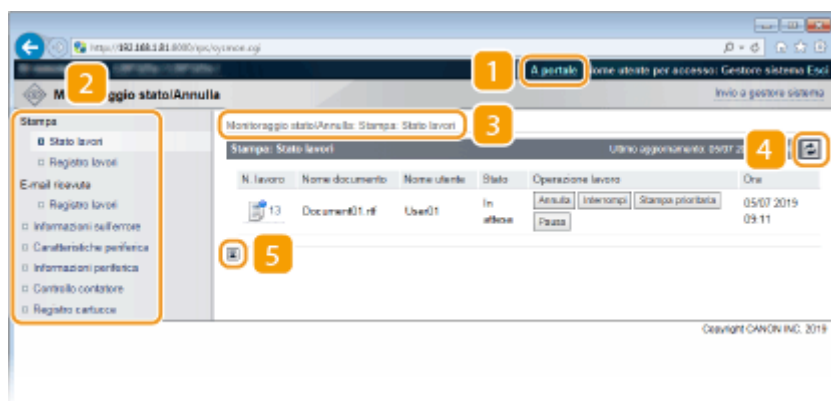 http://192.168.1.81:8000/rps/sysmon.cgi
1
A portale
Nome utente per accesso: Gestore sistema Esci
2
ggio stato/Annulla
Invio a gestore sistema
Stampa
Stato lavori
Registro lavori
E-mail ricevuta
Registro lavori
Informazioni sull'errore
Caratteristiche periferica
Informazioni periferica
Controllo contatore
Registro cartucce
Monitoraggio stato/Annulla: Stampa: Stato lavori
3
Stampa: Stato lavori
Ultimo aggiornamento: 05/07
4
N. lavoro Nome documento Nome utente Stato Operazione lavoro Ora
13 Document01.rtf User01 In attesa Annulla Interrompi Stampa prioritaria Pausa 05/07 2019 09:11
5
Copyright CANON INC. 2019